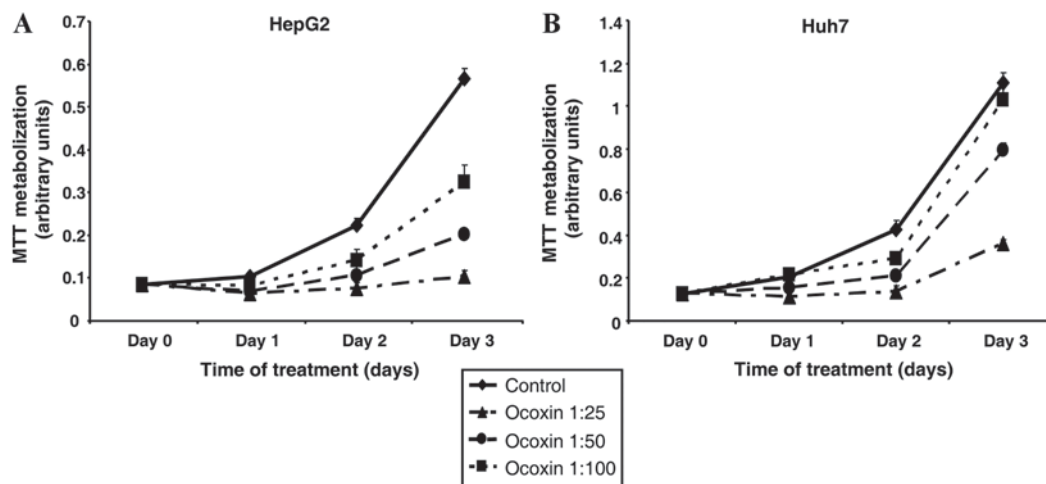 A
HepG2
MTT metabolization
(arbitrary units)
0.7
0.6
0.5
0.4
0.3
0.2
0.1
0
Day 0 Day 1 Day 2 Day 3
Time of treatment (days)
B
Huh7
MTT metabolization
(arbitrary units)
1.4
1.2
1
0.8
0.6
0.4
0.2
0
Day 0 Day 1 Day 2 Day 3
Time of treatment (days)
Control
Ocoxin 1:25
Ocoxin 1:50
Ocoxin 1:100